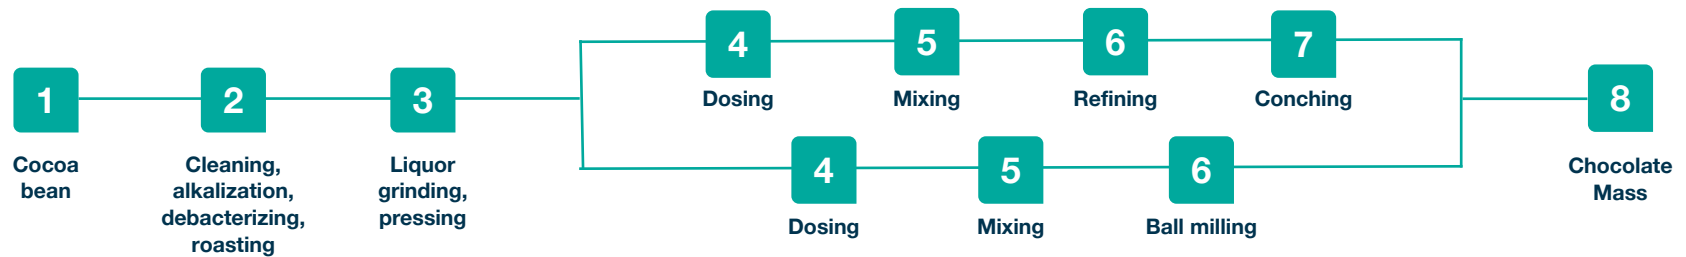 1
Cocoa
bean
2
Cleaning,
alkalization,
debacterizing,
roasting
3
Liquor
grinding,
pressing
4
Dosing
5
Mixing
6
Refining
7
Conching
4
Dosing
5
Mixing
6
Ball milling
8
Chocolate
Mass